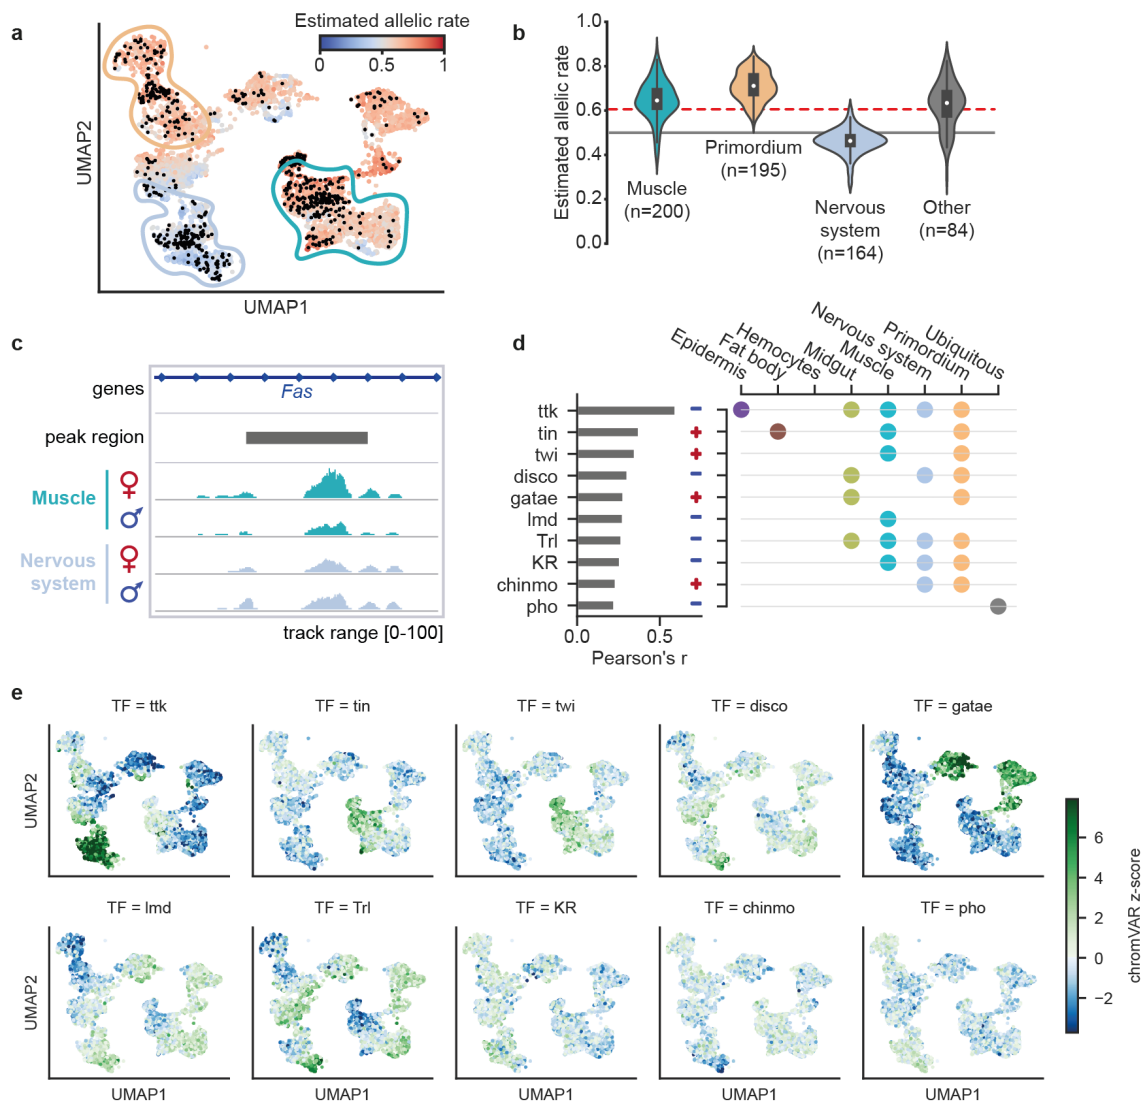 a
Estimated allelic rate
0
0.5
1
UMAP2
UMAP1
b
Estimated allelic rate
1.0
0.8
0.6
0.4
0.2
0.0
Muscle
(n=200)
Primordium
(n=195)
Nervous
system
(n=164)
Other
(n=84)
c
genes
Fas
peak region
Muscle
♀
♂
Nervous
system
♀
♂
track range [0-100]
d
Epidermis
Fat body
Hemocytes
Midgut
Muscle
Nervous system
Primordium
Ubiquitous
ttk
tin
twi
disco
gatae
lmd
Trl
KR
chinmo
pho
0.0
0.5
Pearson's r
e
TF = ttk
TF = tin
TF = twi
TF = disco
TF = gatae
UMAP2
TF = lmd
TF = Trl
TF = KR
TF = chinmo
TF = pho
UMAP2
UMAP1
UMAP1
UMAP1
UMAP1
UMAP1
6
4
2
0
−2
chromVAR z-score